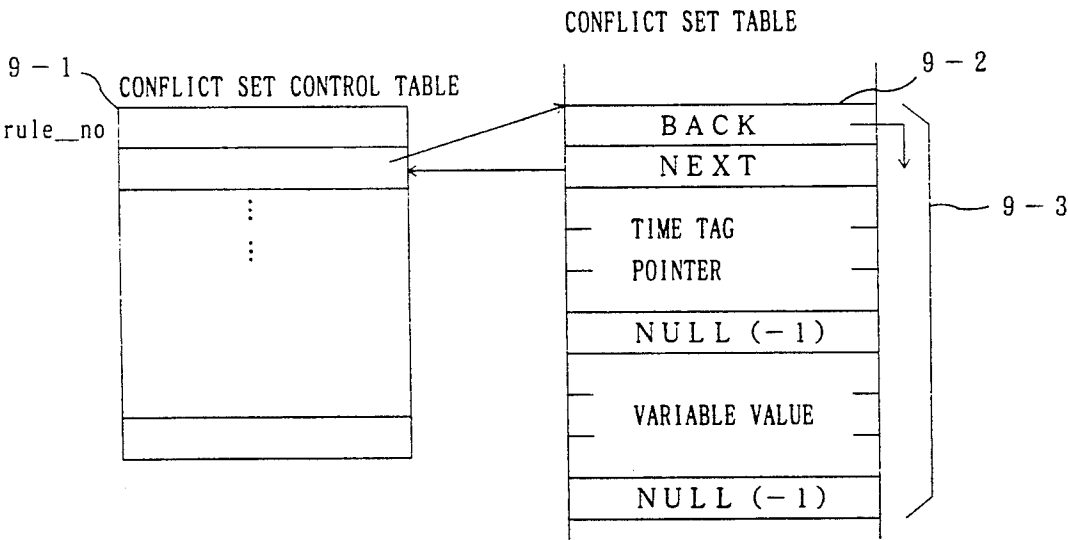 CONFLICT SET TABLE
9-1
CONFLICT SET CONTROL TABLE
9-2
rule__no
BACK
NEXT
9-3
TIME TAG
POINTER
NULL (-1)
VARIABLE VALUE
NULL (-1)